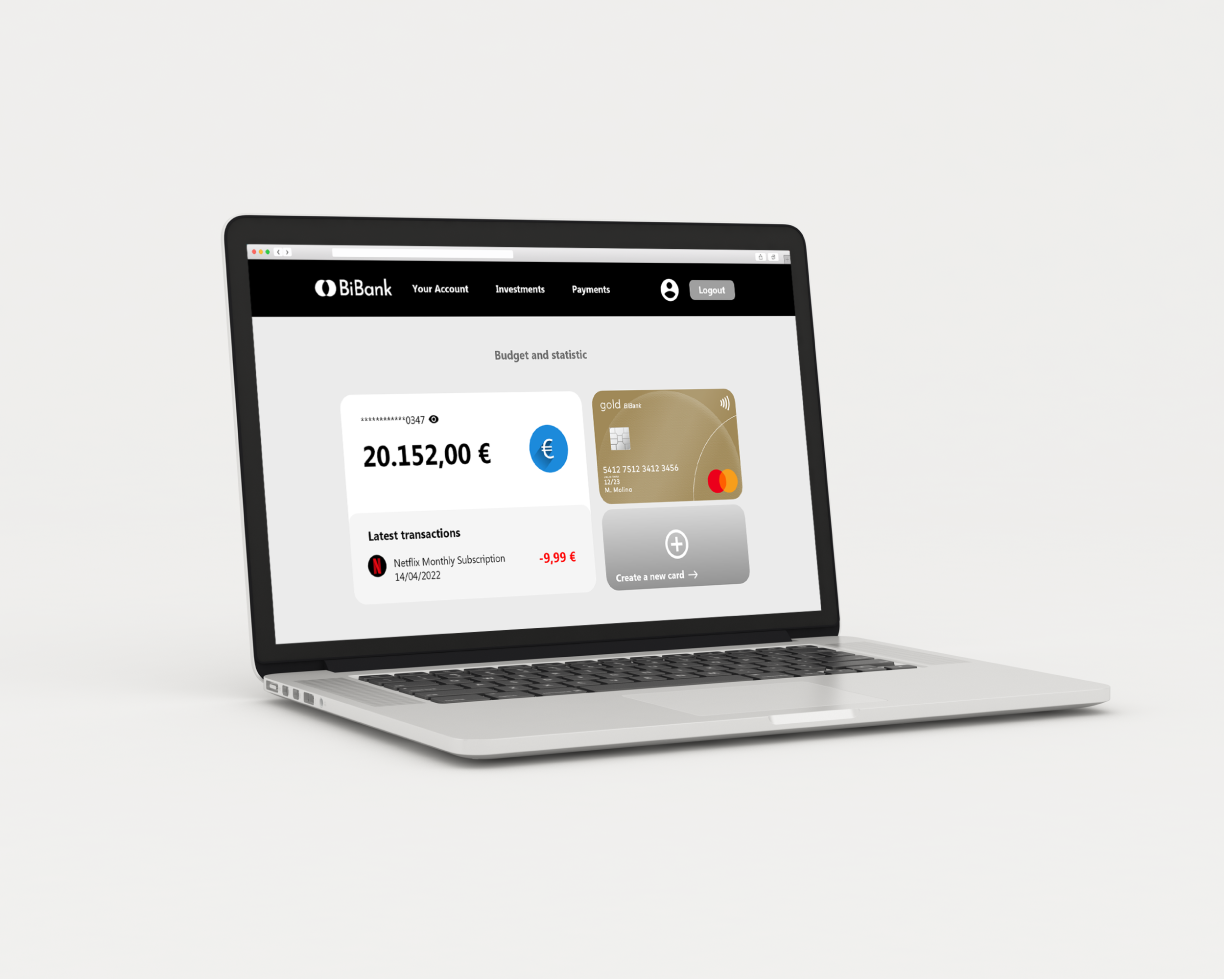 BiBank
Your Account
Investments
Payments
Logout
Budget and statistic
************0347
20.152,00 €
€
Latest transactions
N
Netflix Monthly Subscription
14/04/2022
-9,99 €
gold BiBank
5412 7512 3412 3456
12/23
M. Molina
Create a new card →